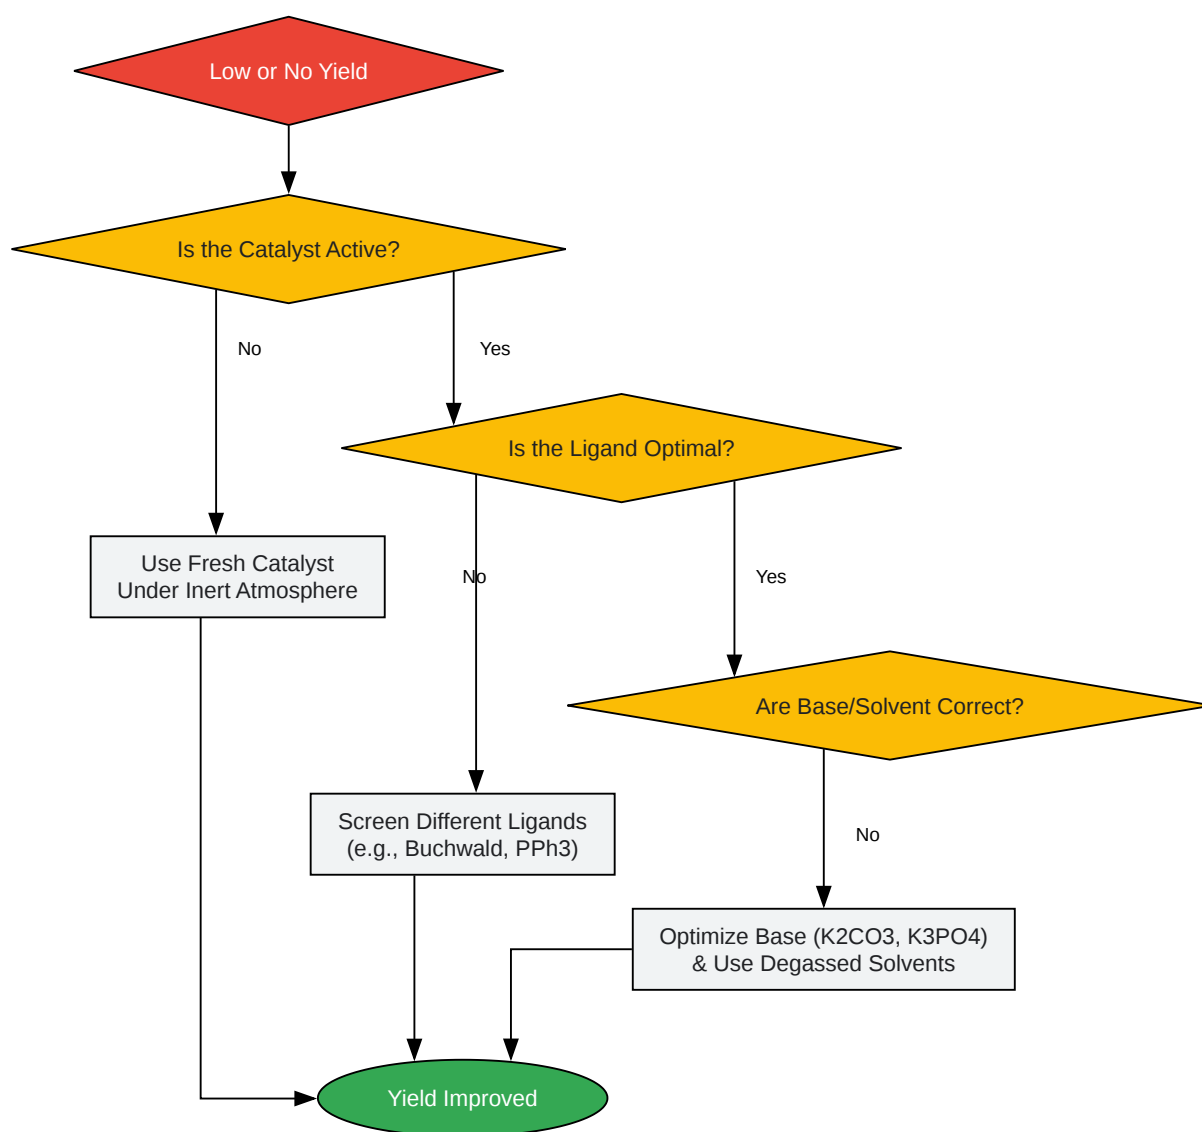 Low or No Yield
Is the Catalyst Active?
No
Yes
Is the Ligand Optimal?
Use Fresh Catalyst
Under Inert Atmosphere
No
Yes
Are Base/Solvent Correct?
Screen Different Ligands
(e.g., Buchwald, PPh3)
No
Optimize Base (K2CO3, K3PO4)
& Use Degassed Solvents
Yield Improved